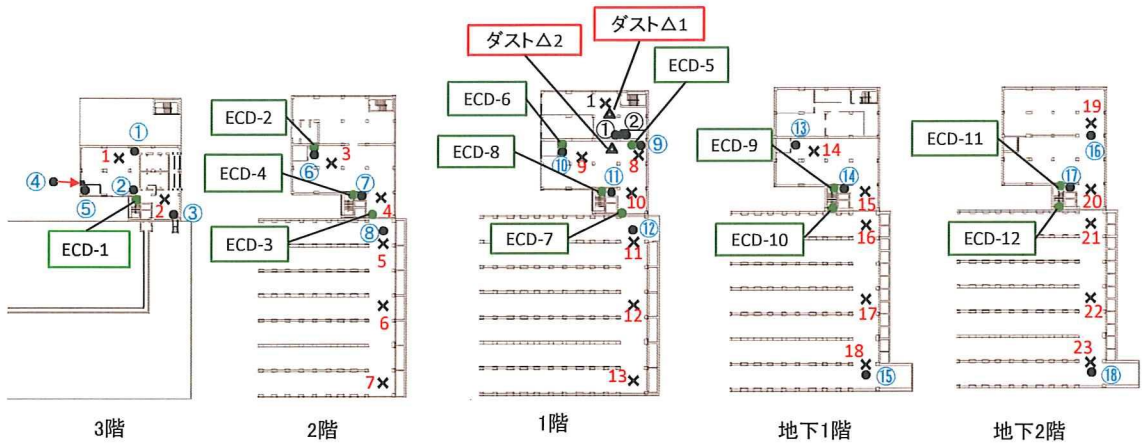 ダスト△2
ダスト△1
ECD-5
ECD-6
ECD-8
ECD-7
1
①
②
⑨
8
⑩
9
⑪
10
⑫
11
12
13
1階
ECD-2
ECD-4
ECD-3
3
⑥
⑦
4
⑧
5
6
7
2階
①
1
④
②
⑤
2
③
ECD-1
3階
⑬
14
ECD-9
⑭
15
ECD-10
16
17
18
⑮
地下1階
19
⑯
ECD-11
⑰
20
ECD-12
21
22
23
⑱
地下2階